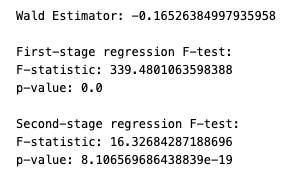 Wald Estimator: -0.16526384997935958
First-stage regression F-test:
F-statistic: 339.4801063598388
p-value: 0.0
Second-stage regression F-test:
F-statistic: 16.32684287188696
p-value: 8.106569686438839e-19